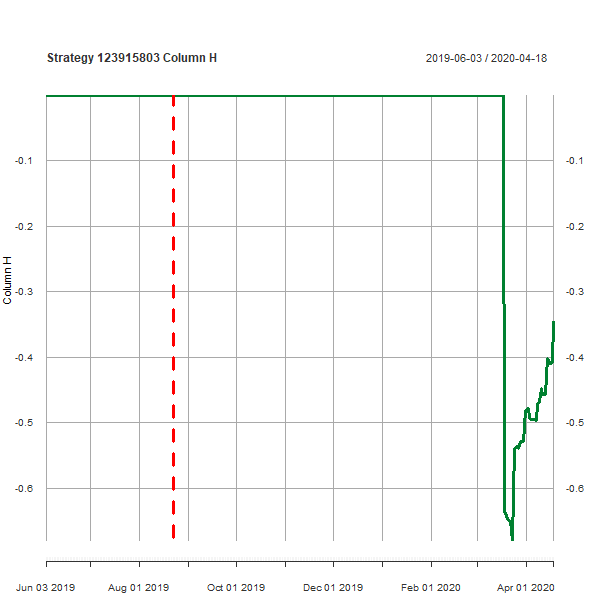 Strategy 123915803 Column H
2019-06-03 / 2020-04-18
-0.1 -0.1
-0.2 -0.2
-0.3 -0.3
-0.4 -0.4
-0.5 -0.5
-0.6 -0.6
Column H
Jun 03 2019 Aug 01 2019 Oct 01 2019 Dec 01 2019 Feb 01 2020 Apr 01 2020